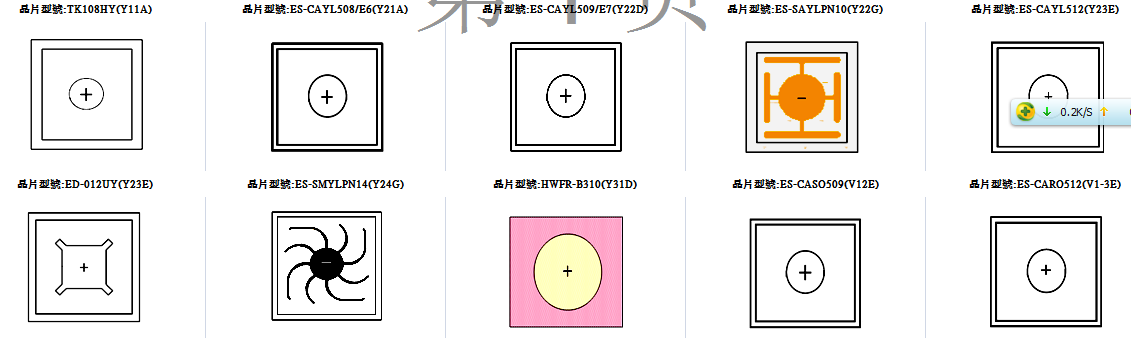 第 1 页
晶片型號:TK108HY(Y11A)
晶片型號:ES-CAYL508/E6(Y21A)
晶片型號:ES-CAYL509/E7(Y22D)
晶片型號:ES-SAYLPN10(Y22G)
晶片型號:ES-CAYL512(Y23E)
+
+
+
-
+
0.2K/S
晶片型號:ED-012UY(Y23E)
晶片型號:ES-SMYLPN14(Y24G)
晶片型號:HWFR-B310(Y31D)
晶片型號:ES-CASO509(V12E)
晶片型號:ES-CARO512(V1-3E)
+
-
+
+
+